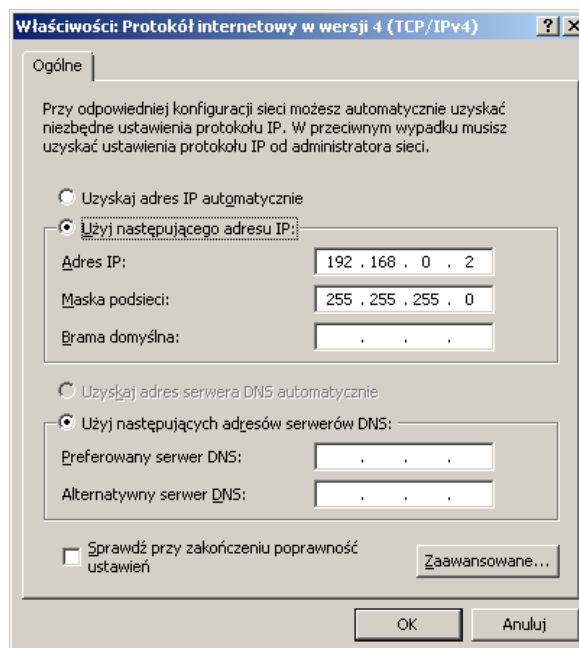 Właściwości: Protokół internetowy w wersji 4 (TCP/IPv4)
Ogólne
Przy odpowiedniej konfiguracji sieci możesz automatycznie uzyskać
niezbędne ustawienia protokołu IP. W przeciwnym wypadku musisz
uzyskać ustawienia protokołu IP od administratora sieci.
Uzyskaj adres IP automatycznie
Użyj następującego adresu IP:
Adres IP: 192 . 168 . 0 . 2
Maska podsieci: 255 . 255 . 255 . 0
Brama domyślna: . . .
Uzyskaj adres serwera DNS automatycznie
Użyj następujących adresów serwerów DNS:
Preferowany serwer DNS: . . .
Alternatywny serwer DNS: . . .
Sprawdź przy zakończeniu poprawność
ustawień
Zaawansowane...
OK Anuluj